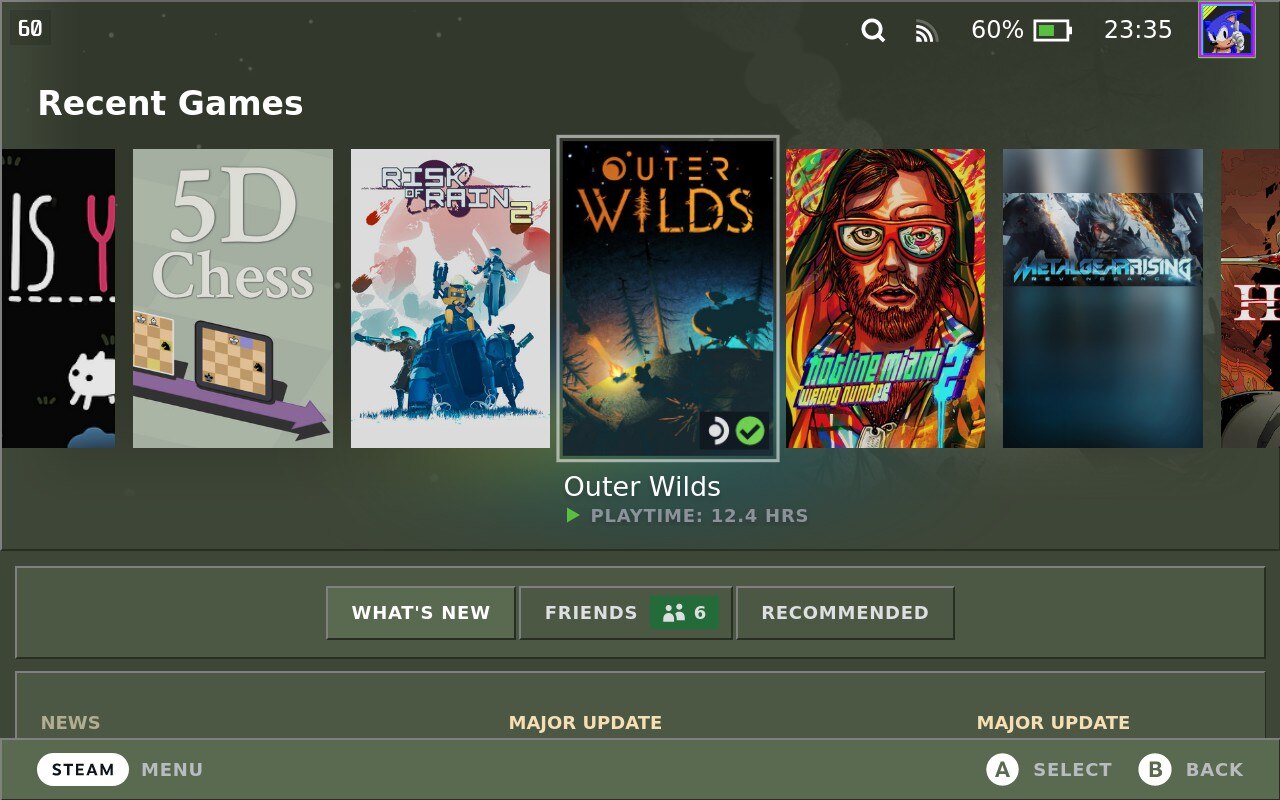 60
60%
23:35
Recent Games
IS Y
5D
Chess
RISK
OF RAIN
2
OUTER
WILDS
hotline miami 2
wrong number
METAL GEAR RISING
REVENGEANCE
H
Outer Wilds
PLAYTIME: 12.4 HRS
WHAT'S NEW
FRIENDS 6
RECOMMENDED
NEWS
MAJOR UPDATE
MAJOR UPDATE
STEAM MENU
A SELECT
B BACK